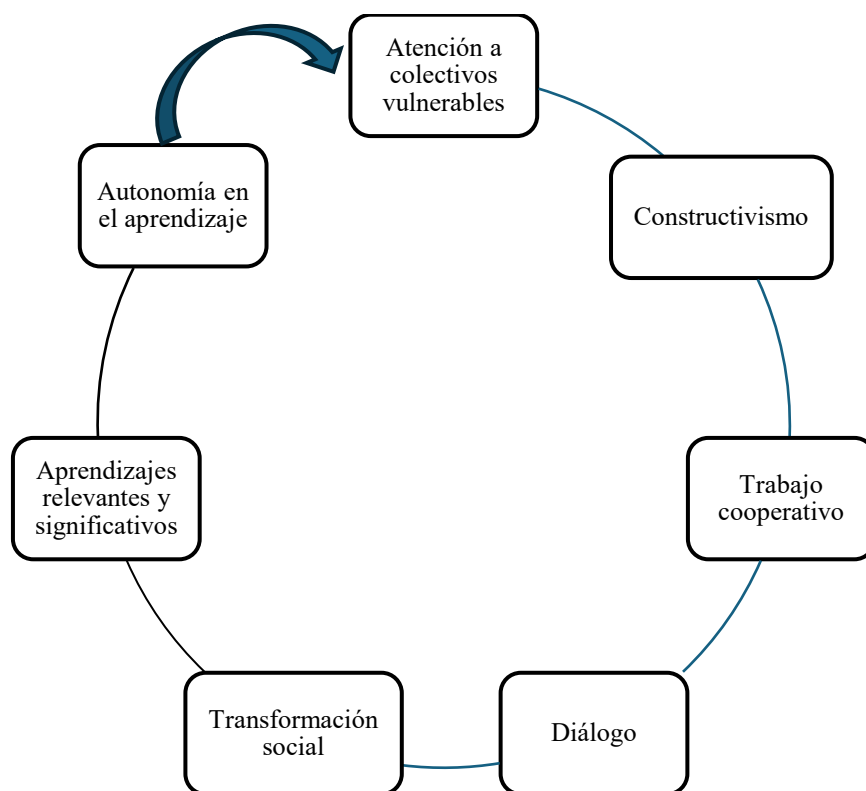 Atención a
colectivos
vulnerables
Constructivismo
Trabajo
cooperativo
Diálogo
Transformación
social
Aprendizajes
relevantes y
significativos
Autonomía en
el aprendizaje